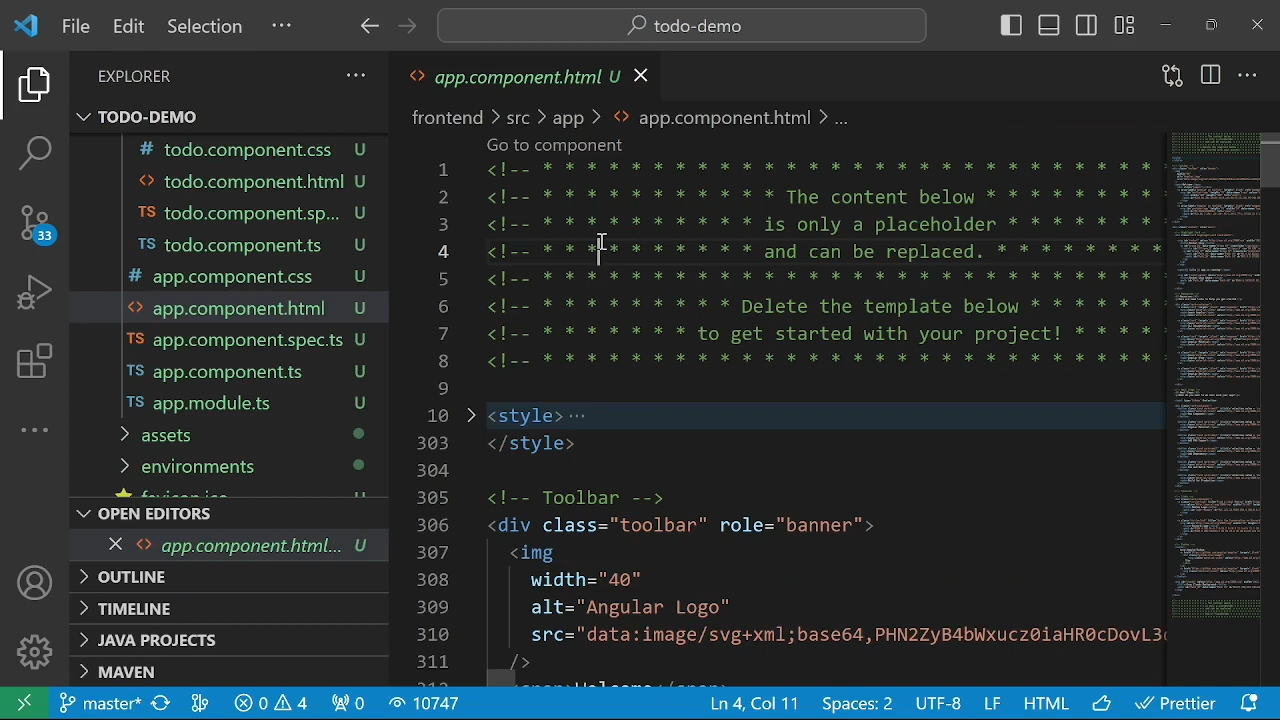 File Edit Selection ··· todo-demo
EXPLORER ···
TODO-DEMO
# todo.component.css U
<> todo.component.html U
TS todo.component.sp... U
TS todo.component.ts U
# app.component.css U
<> app.component.html U
TS app.component.spec.ts U
TS app.component.ts U
TS app.module.ts U
assets
environments
favicon.ico U
OPEN EDITORS
<> app.component.html... U
OUTLINE
TIMELINE
JAVA PROJECTS
MAVEN
33
<> app.component.html U
frontend > src > app > <> app.component.html > ...
Go to component
1 <!-- * * * * * * * * * * * * * * * * * * * * * * * * * * * * * *
2 <!-- * * * * * * * * * * * The content below * * * * * * *
3 <!-- * * * * * * * * * * is only a placeholder * * * * *
4 <!-- * * * * * * * * * * and can be replaced. * * * * * *
5 <!-- * * * * * * * * * * * * * * * * * * * * * * * * * * * * * *
6 <!-- * * * * * * * * * Delete the template below * * * * *
7 <!-- * * * * * * * to get started with your project! * * * *
8 <!-- * * * * * * * * * * * * * * * * * * * * * * * * * * * * * *
9
10 <style>···
303 </style>
304
305 <!-- Toolbar -->
306 <div class="toolbar" role="banner">
307 <img
308 width="40"
309 alt="Angular Logo"
310 src="data:image/svg+xml;base64,PHN2ZyB4bWxucz0iaHR0cDovL3
311 />
312 <span>Welcome</span>
master* 0 4 0 10747 Ln 4, Col 11 Spaces: 2 UTF-8 LF HTML Prettier